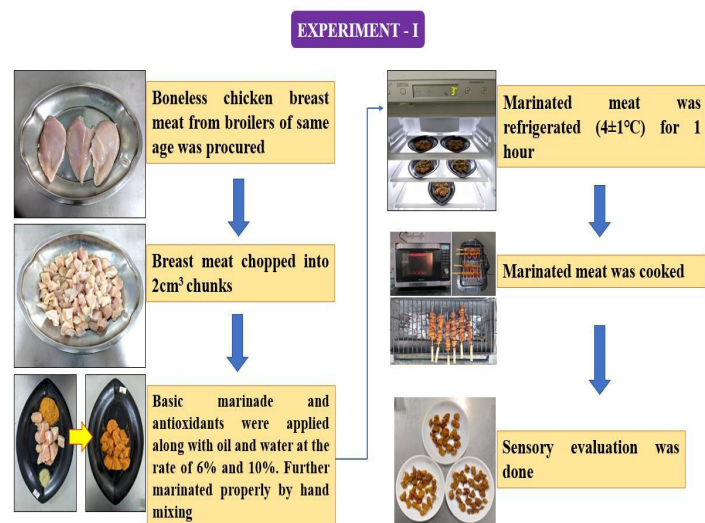 EXPERIMENT - I
Boneless chicken breast
meat from broilers of same
age was procured
Breast meat chopped into
2cm³ chunks
Basic marinade and
antioxidants were applied
along with oil and water at the
rate of 6% and 10%. Further
marinated properly by hand
mixing
Marinated meat was
refrigerated (4±1℃) for 1
hour
Marinated meat was cooked
Sensory evaluation was
done